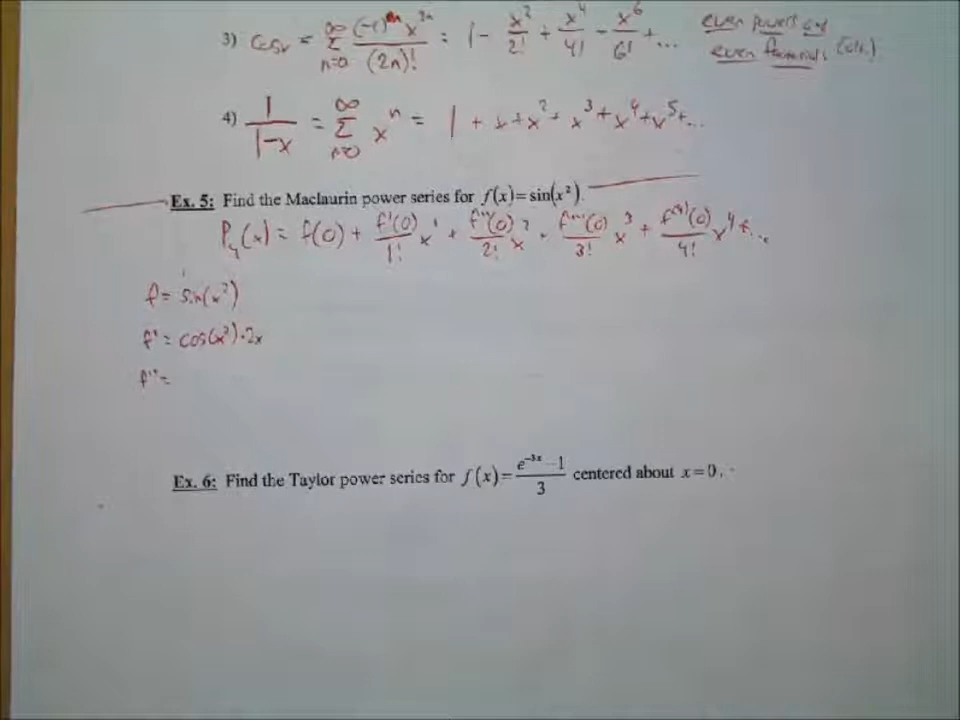 3) cosx = ∑_{n=0}^{∞} (-1)^n x^{2n} / (2n)! = 1 - x²/2! + x⁴/4! - x⁶/6! + ... even powers and
even factorials (alt.)
4) 1/(1-x) = ∑_{n=0}^{∞} x^n = 1 + x + x² + x³ + x⁴ + x⁵ + ...
Ex. 5: Find the Maclaurin power series for f(x)=sin(x²).
P₄(x) = f(0) + f'(0)/1! x¹ + f''(0)/2! x² + f'''(0)/3! x³ + f⁽⁴⁾(0)/4! x⁴ + ...
f = sin(x²)
f' = cos(x²)·2x
f'' =
Ex. 6: Find the Taylor power series for f(x)= (e^{-3x} - 1)/3 centered about x=0.